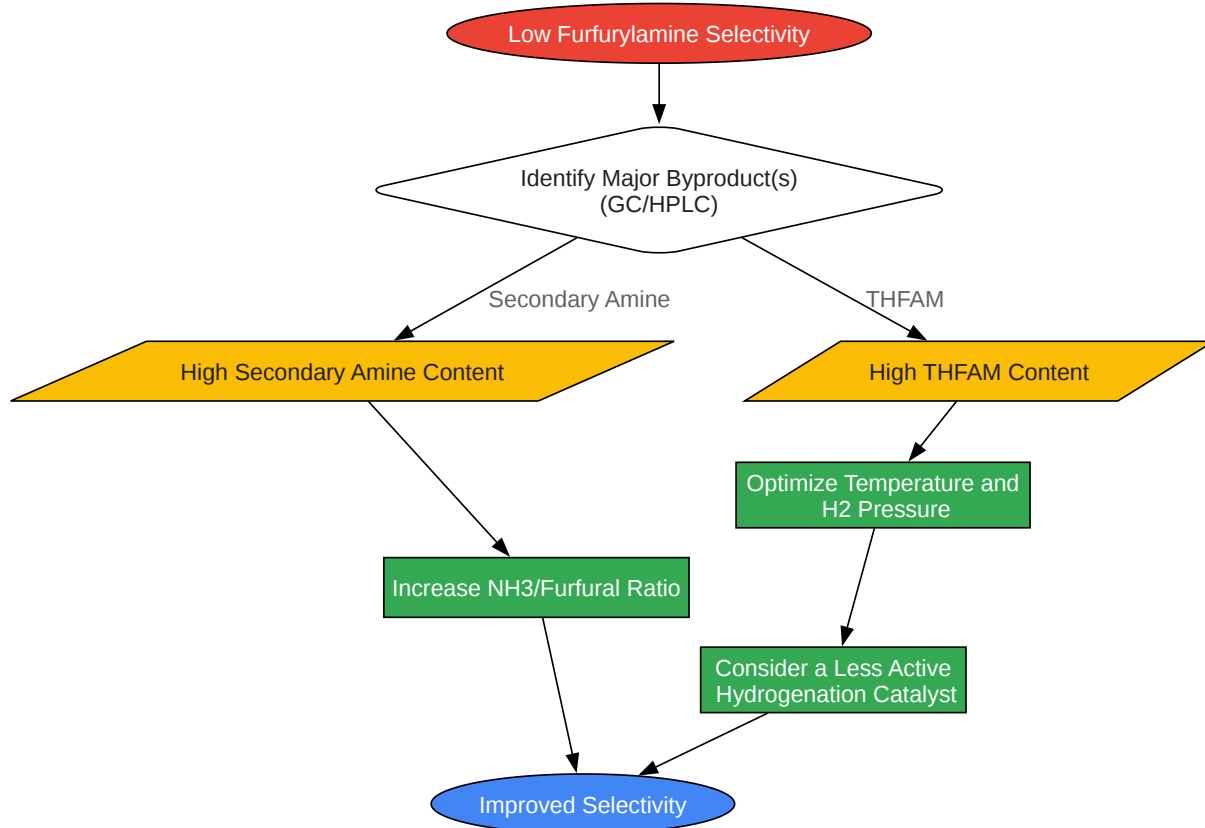 Low Furfurylamine Selectivity
Identify Major Byproduct(s)
(GC/HPLC)
Secondary Amine
THFAM
High Secondary Amine Content
High THFAM Content
Optimize Temperature and
H2 Pressure
Increase NH3/Furfural Ratio
Consider a Less Active
Hydrogenation Catalyst
Improved Selectivity